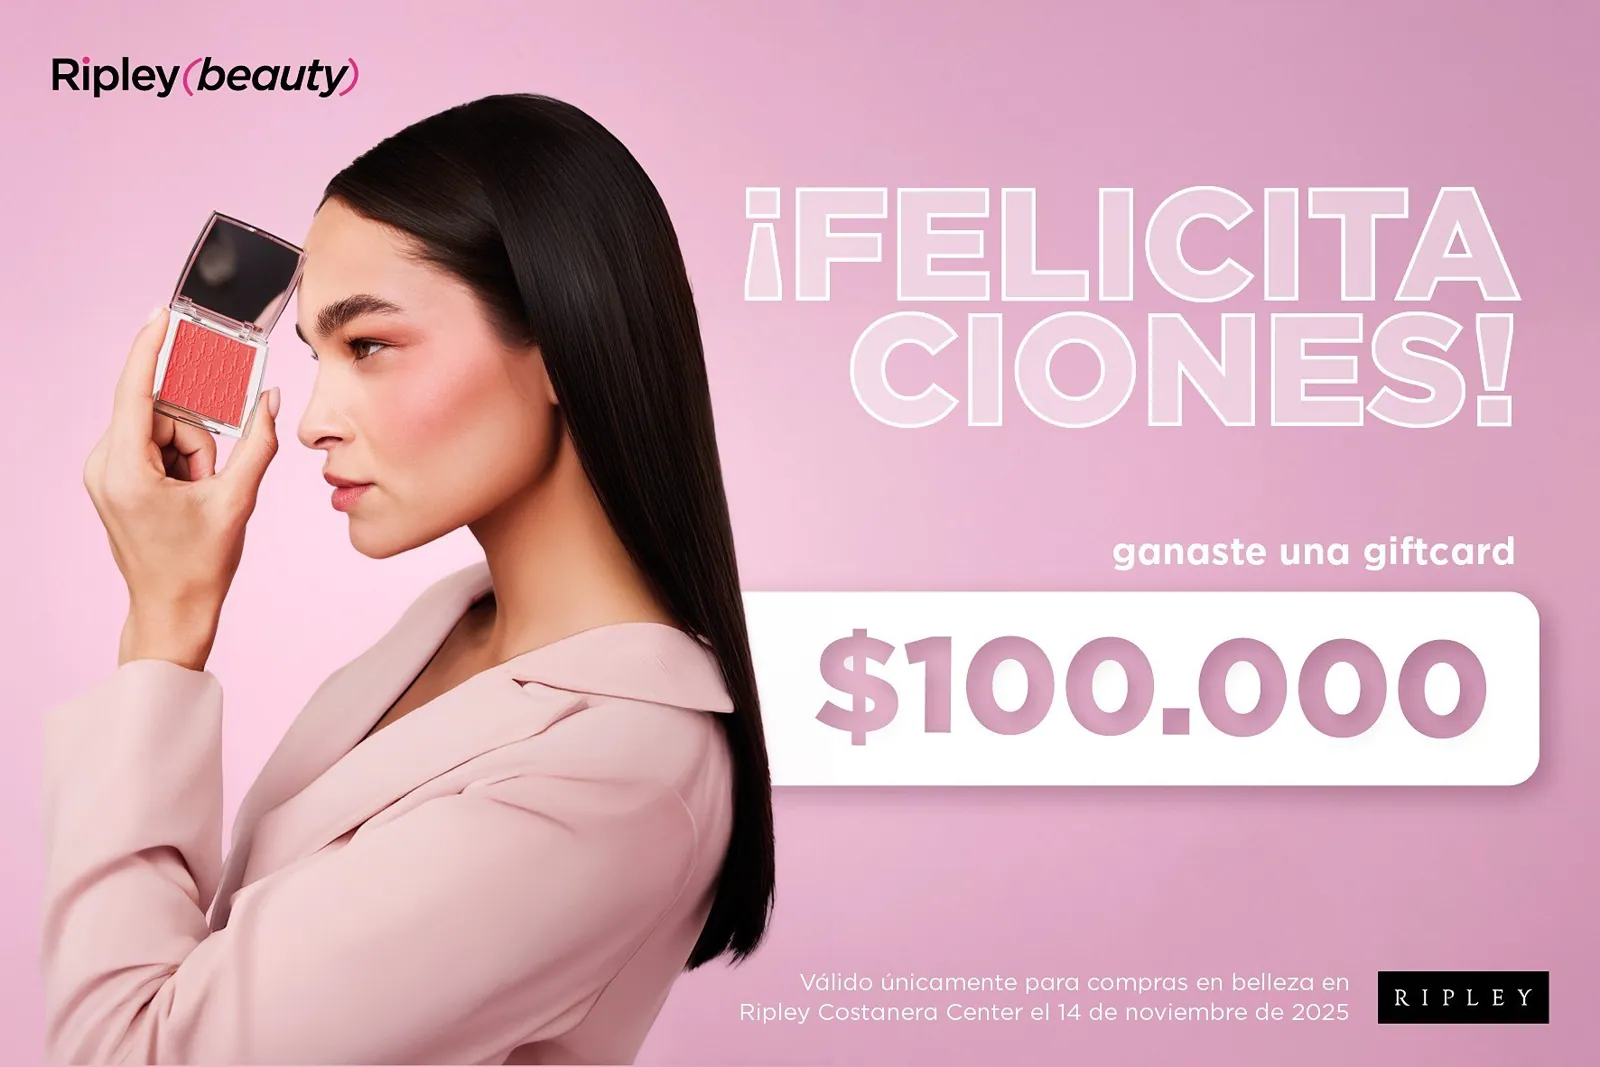 Ripley(beauty)
¡FELICITA
CIONES!
ganaste una giftcard
$100.000
Válido únicamente para compras en belleza en
Ripley Costanera Center el 14 de noviembre de 2025
RIPLEY